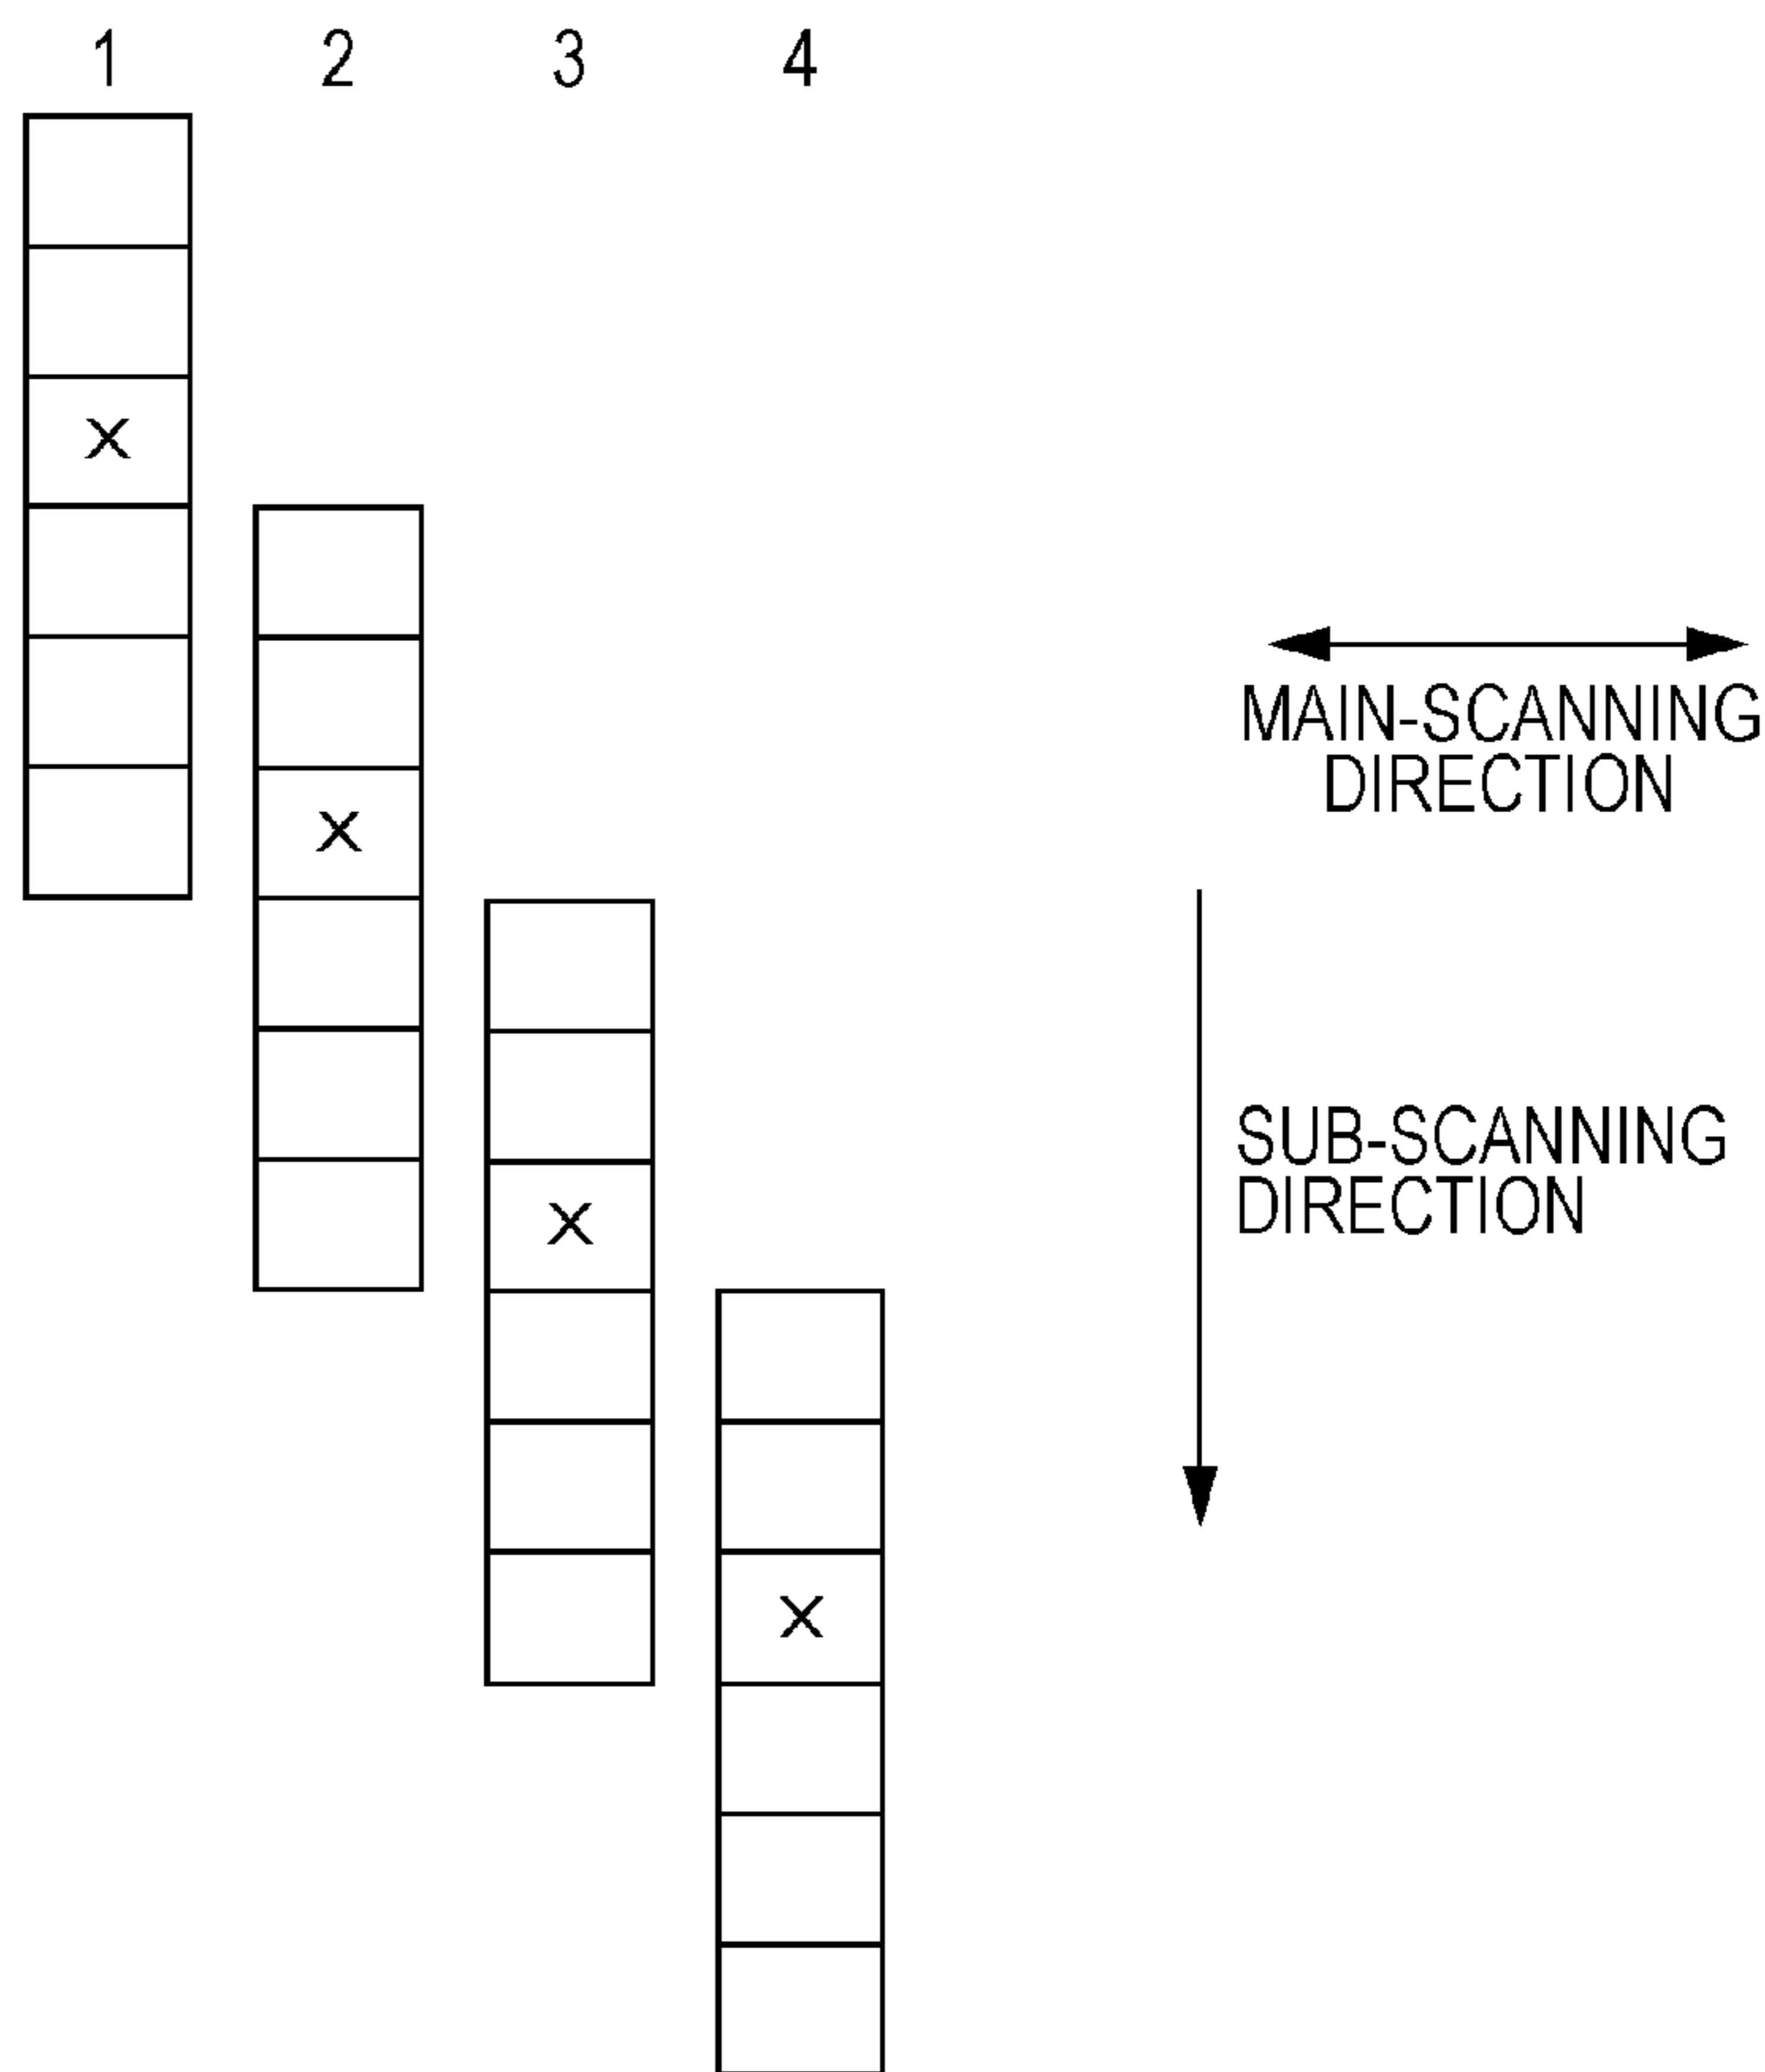 1 2 3 4
X
MAIN-SCANNING
DIRECTION
X
SUB-SCANNING
DIRECTION
X
X